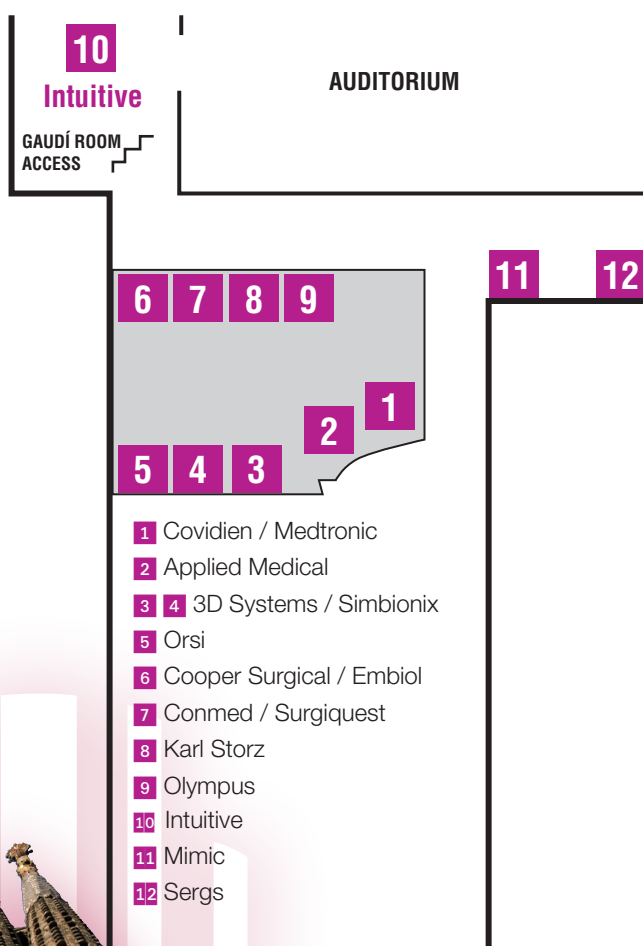 10
Intuitive
AUDITORIUM
GAUDÍ ROOM
ACCESS
11 12
6 7 8 9
1
2
5 4 3
1 Covidien / Medtronic
2 Applied Medical
3 4 3D Systems / Simbionix
5 Orsi
6 Cooper Surgical / Embiol
7 Conmed / Surgiquest
8 Karl Storz
9 Olympus
10 Intuitive
11 Mimic
12 Sergs